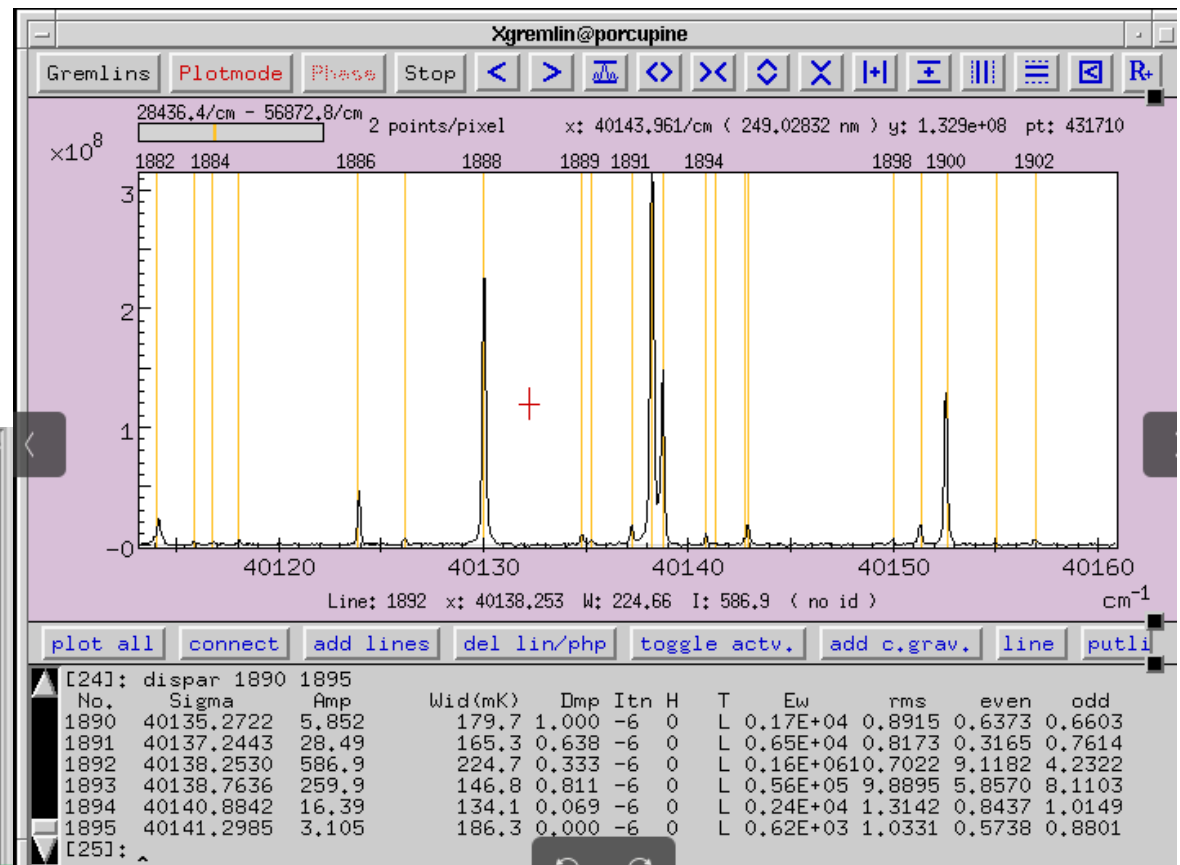 Xgremlin@porcupine
Gremlins Plotmode Phase Stop < > <> >< |+| R+
28436.4/cm - 56872.8/cm 2 points/pixel x: 40143.961/cm ( 249.02832 nm ) y: 1.329e+08 pt: 431710
×10^8
1882 1884 1886 1888 1889 1891 1894 1898 1900 1902
3
2
1
-0
40120 40130 40140 40150 40160
Line: 1892 x: 40138.253 W: 224.66 I: 586.9 ( no id ) cm^-1
plot all connect add lines del lin/php toggle actv. add c.grav. line putli
[24]: dispar 1890 1895
No. Sigma Amp Wid(mK) Dmp Itn H T Ew rms even odd
1890 40135.2722 5.852 179.7 1.000 -6 0 L 0.17E+04 0.8915 0.6373 0.6603
1891 40137.2443 28.49 165.3 0.638 -6 0 L 0.65E+04 0.8173 0.3165 0.7614
1892 40138.2530 586.9 224.7 0.333 -6 0 L 0.16E+0610.7022 9.1182 4.2322
1893 40138.7636 259.9 146.8 0.811 -6 0 L 0.56E+05 9.8895 5.8570 8.1103
1894 40140.8842 16.39 134.1 0.069 -6 0 L 0.24E+04 1.3142 0.8437 1.0149
1895 40141.2985 3.105 186.3 0.000 -6 0 L 0.62E+03 1.0331 0.5738 0.8801
[25]: ^